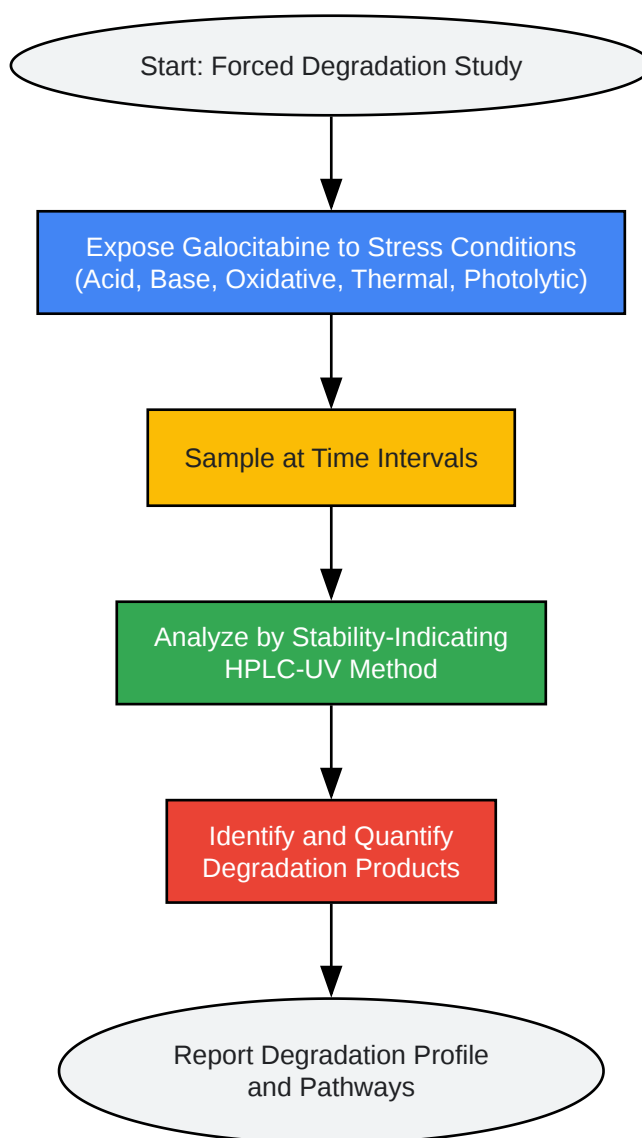 Start: Forced Degradation Study
Expose Galocitabine to Stress Conditions
(Acid, Base, Oxidative, Thermal, Photolytic)
Sample at Time Intervals
Analyze by Stability-Indicating
HPLC-UV Method
Identify and Quantify
Degradation Products
Report Degradation Profile
and Pathways